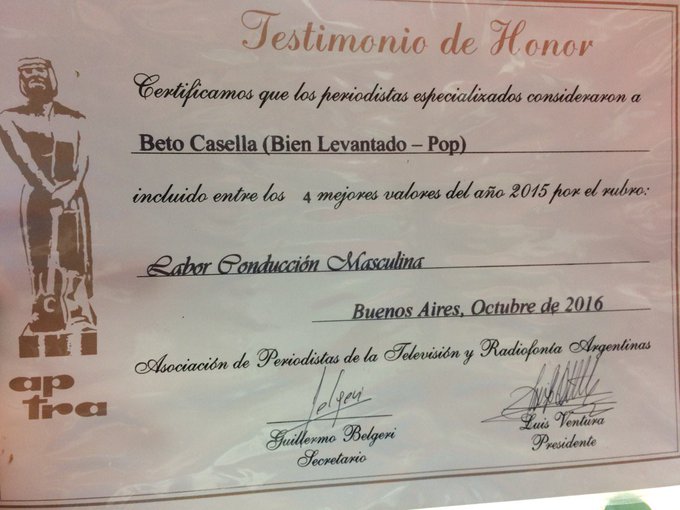 Testimonio de Honor
Certificamos que los periodistas especializados consideraron a
Beto Casella (Bien Levantado – Pop)
incluido entre los 4 mejores valores del año 2015 por el rubro:
Labor Conducción Masculina
Buenos Aires, Octubre de 2016
Asociación de Periodistas de la Televisión y Radiofonía Argentinas
ap
tra
Belgeri
Guillermo Belgeri
Secretario
Luis Ventura
Presidente